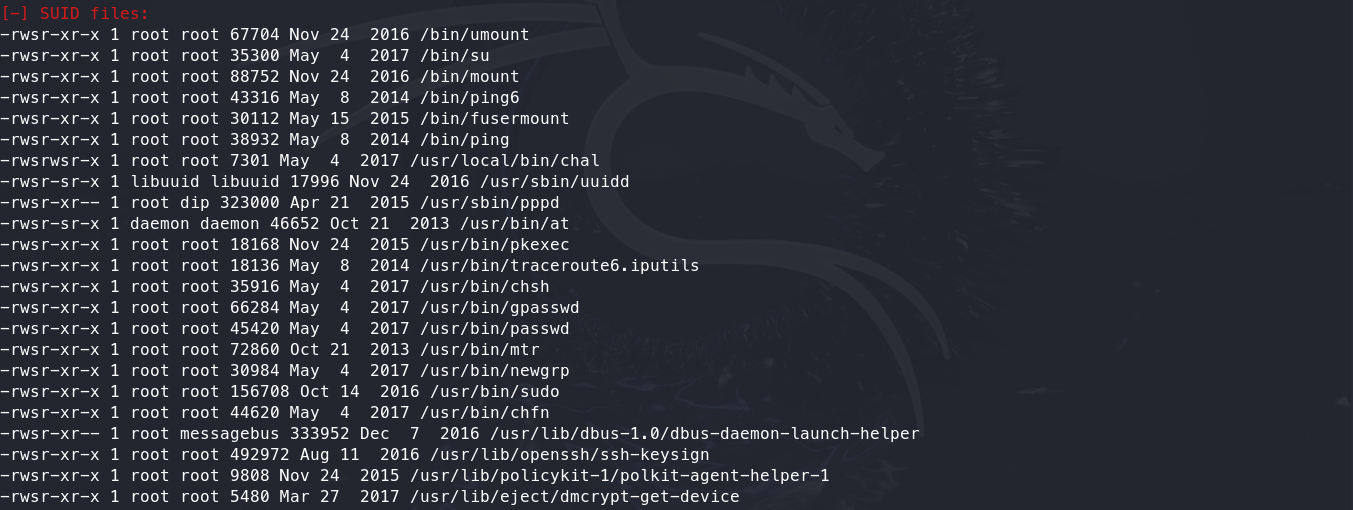 [-] SUID files:
-rwsr-xr-x 1 root root 67704 Nov 24  2016 /bin/umount
-rwsr-xr-x 1 root root 35300 May  4  2017 /bin/su
-rwsr-xr-x 1 root root 88752 Nov 24  2016 /bin/mount
-rwsr-xr-x 1 root root 43316 May  8  2014 /bin/ping6
-rwsr-xr-x 1 root root 30112 May 15  2015 /bin/fusermount
-rwsr-xr-x 1 root root 38932 May  8  2014 /bin/ping
-rwsrwsr-x 1 root root 7301 May  4  2017 /usr/local/bin/chal
-rwsr-sr-x 1 libuuid libuuid 17996 Nov 24  2016 /usr/sbin/uuidd
-rwsr-xr-- 1 root dip 323000 Apr 21  2015 /usr/sbin/pppd
-rwsr-sr-x 1 daemon daemon 46652 Oct 21  2013 /usr/bin/at
-rwsr-xr-x 1 root root 18168 Nov 24  2015 /usr/bin/pkexec
-rwsr-xr-x 1 root root 18136 May  8  2014 /usr/bin/traceroute6.iputils
-rwsr-xr-x 1 root root 35916 May  4  2017 /usr/bin/chsh
-rwsr-xr-x 1 root root 66284 May  4  2017 /usr/bin/gpasswd
-rwsr-xr-x 1 root root 45420 May  4  2017 /usr/bin/passwd
-rwsr-xr-x 1 root root 72860 Oct 21  2013 /usr/bin/mtr
-rwsr-xr-x 1 root root 30984 May  4  2017 /usr/bin/newgrp
-rwsr-xr-x 1 root root 156708 Oct 14  2016 /usr/bin/sudo
-rwsr-xr-x 1 root root 44620 May  4  2017 /usr/bin/chfn
-rwsr-xr-- 1 root messagebus 333952 Dec  7  2016 /usr/lib/dbus-1.0/dbus-daemon-launch-helper
-rwsr-xr-x 1 root root 492972 Aug 11  2016 /usr/lib/openssh/ssh-keysign
-rwsr-xr-x 1 root root 9808 Nov 24  2015 /usr/lib/policykit-1/polkit-agent-helper-1
-rwsr-xr-x 1 root root 5480 Mar 27  2017 /usr/lib/eject/dmcrypt-get-device